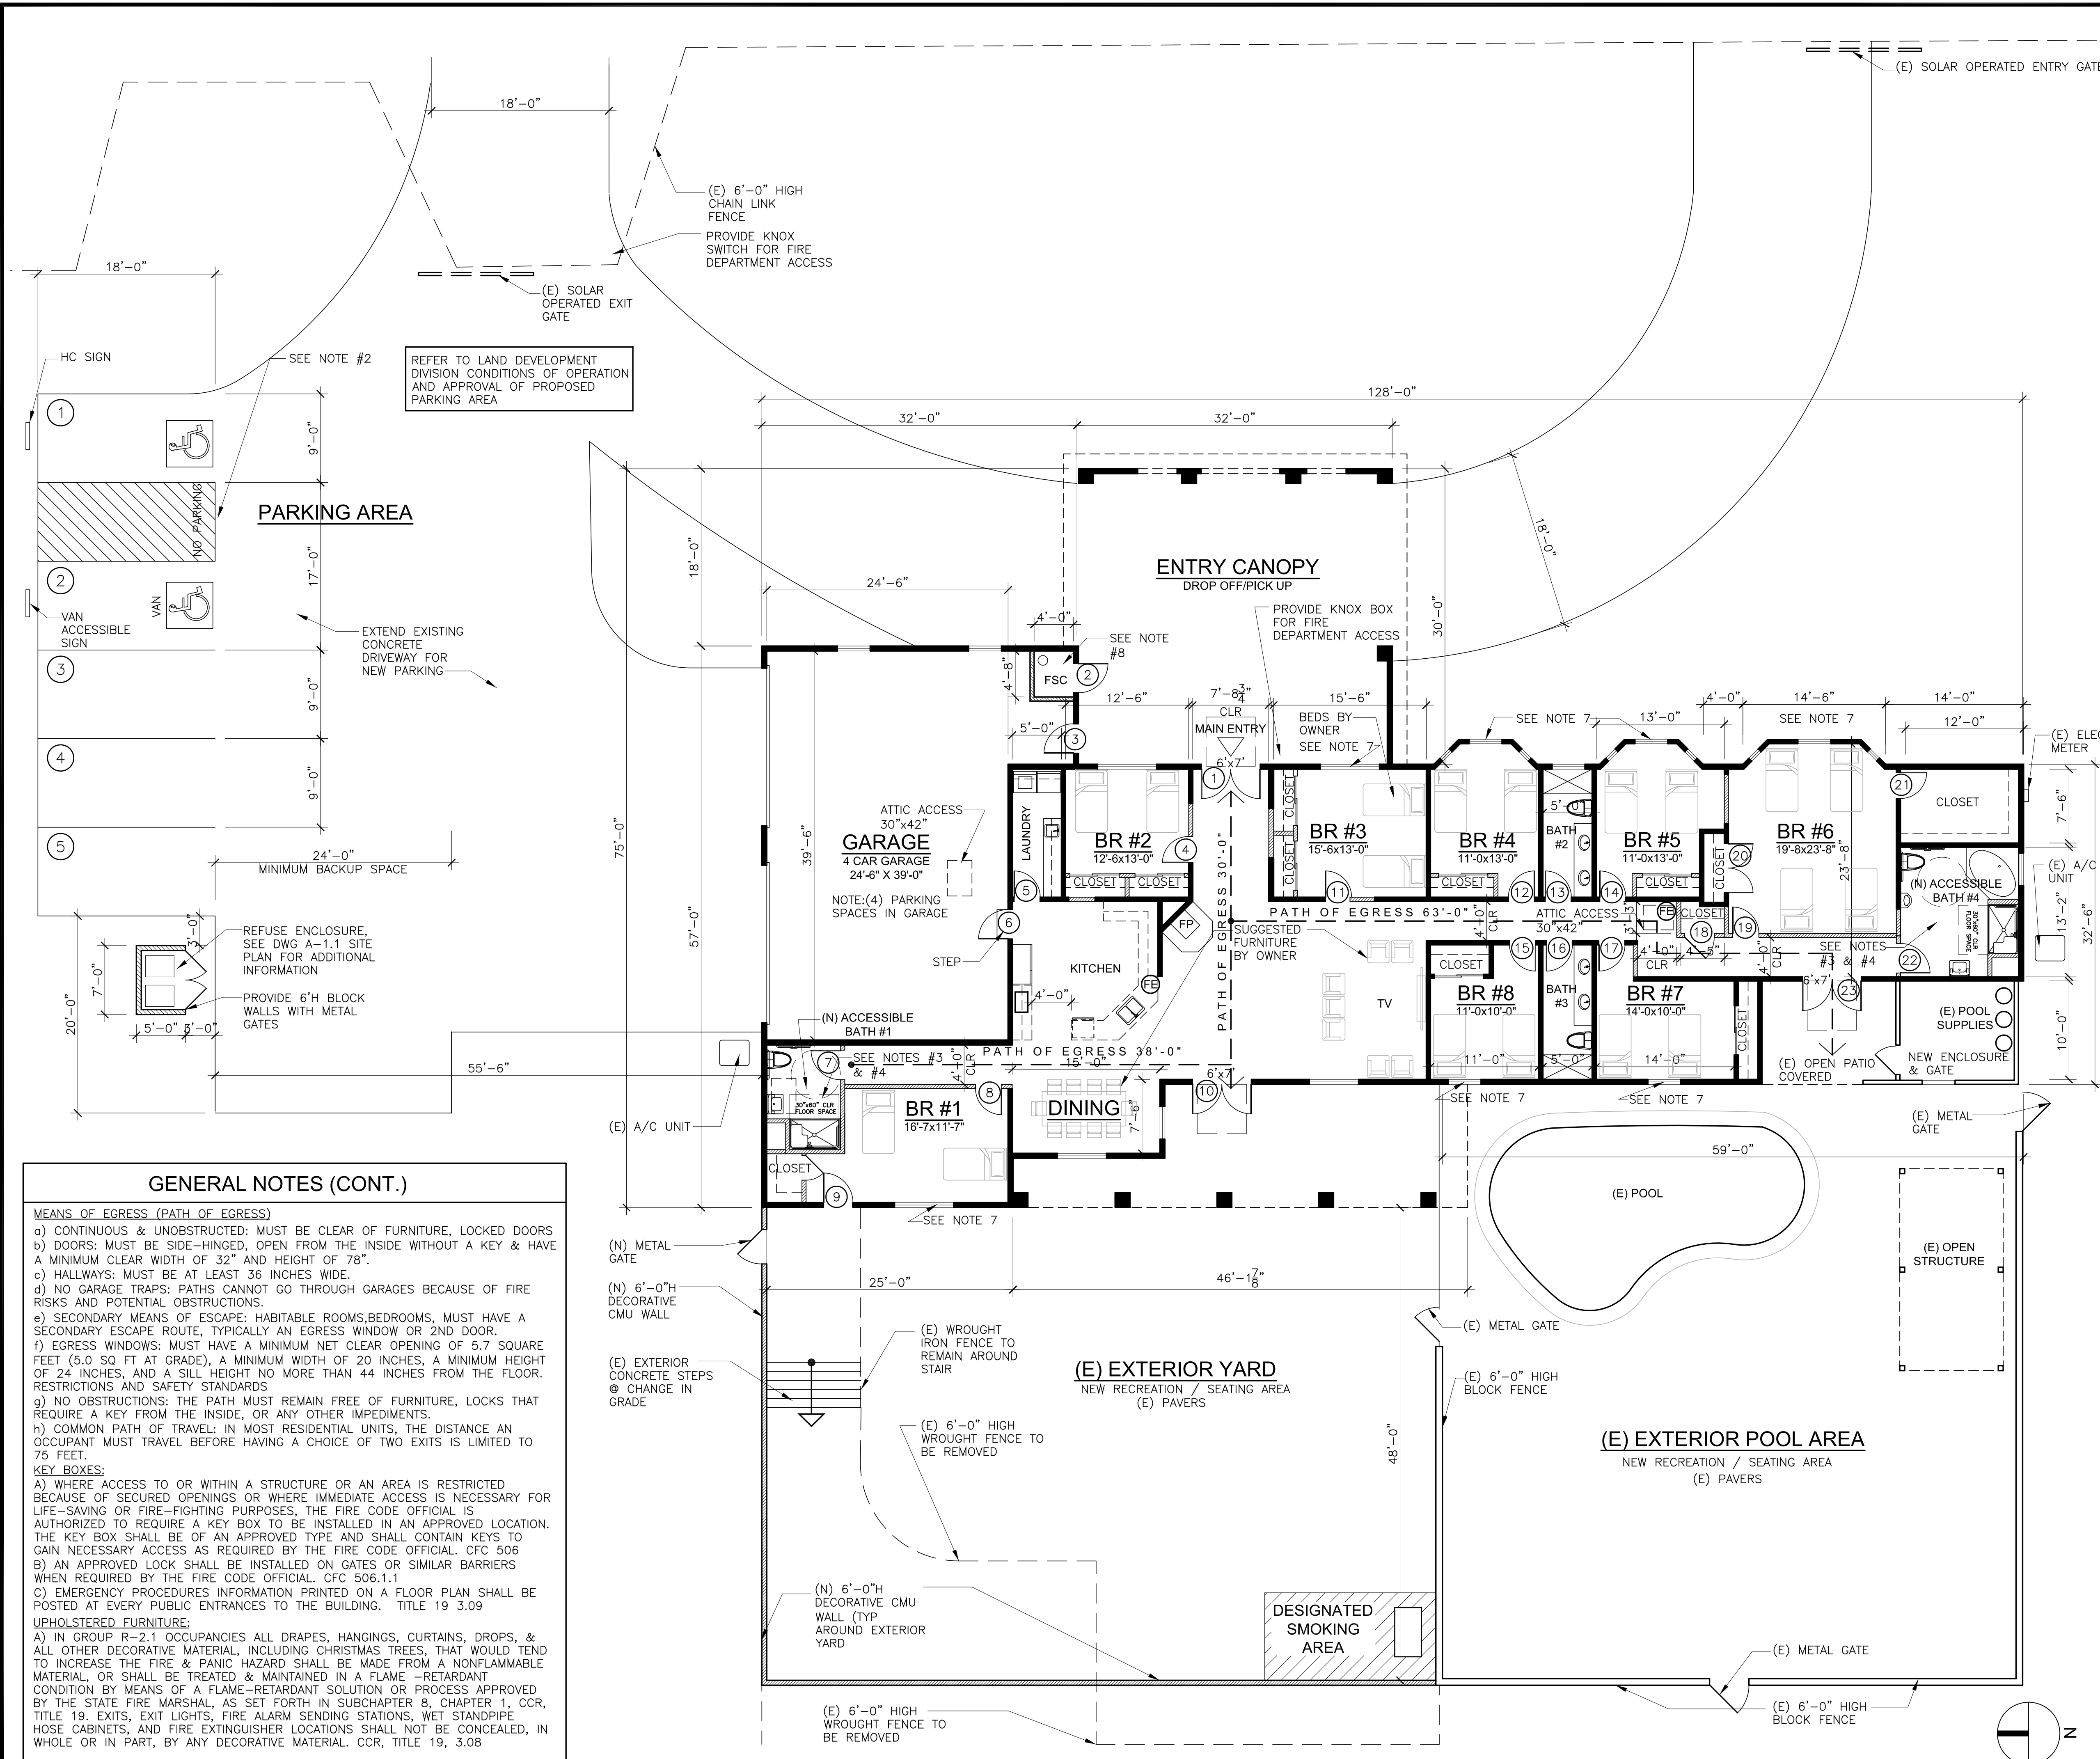 (E) SOLAR OPERATED ENTRY GATE
18'-0"
(E) 6'-0" HIGH
CHAIN LINK
FENCE
PROVIDE KNOX
SWITCH FOR FIRE
DEPARTMENT ACCESS
18'-0"
(E) SOLAR
OPERATED EXIT
GATE
HC SIGN
SEE NOTE #2
REFER TO LAND DEVELOPMENT
DIVISION CONDITIONS OF OPERATION
AND APPROVAL OF PROPOSED
PARKING AREA
1
9'-0"
NO PARKING
PARKING AREA
2
17'-0"
VAN
VAN
ACCESSIBLE
SIGN
EXTEND EXISTING
CONCRETE
DRIVEWAY FOR
NEW PARKING
3
9'-0"
4
9'-0"
5
24'-0"
MINIMUM BACKUP SPACE
3'-0"
REFUSE ENCLOSURE,
SEE DWG A-1.1 SITE
PLAN FOR ADDITIONAL
INFORMATION
7'-0"
20'-0"
PROVIDE 6'H BLOCK
WALLS WITH METAL
GATES
5'-0"
3'-0"
55'-6"
128'-0"
32'-0"
32'-0"
18'-0"
75'-0"
57'-0"
24'-6"
4'-0"
ENTRY CANOPY
DROP OFF/PICK UP
30'-0"
18'-0"
PROVIDE KNOX BOX
FOR FIRE
DEPARTMENT ACCESS
SEE NOTE
#8
FSC
2
4'-8"
12'-6"
7'-8 3/4"
CLR
15'-6"
5'-0"
3
MAIN ENTRY
6'x7'
1
BEDS BY
OWNER
SEE NOTE 7
SEE NOTE 7
13'-0"
4'-0"
14'-6"
SEE NOTE 7
14'-0"
12'-0"
(E) ELEC
METER
39'-6"
ATTIC ACCESS
30"x42"
GARAGE
4 CAR GARAGE
24'-6" X 39'-0"
NOTE:(4) PARKING
SPACES IN GARAGE
LAUNDRY
5
6
STEP
BR #2
12'-6x13'-0"
4
CLOSET
CLOSET
CLOSET
CLOSET
BR #3
15'-6x13'-0"
11
BR #4
11'-0x13'-0"
CLOSET
12
5'-0"
BATH
#2
13
BR #5
11'-0x13'-0"
14
CLOSET
CLOSET
20
BR #6
19'-8x23'-8"
23'-8"
21
CLOSET
7'-6"
(E) A/C
UNIT
(N) ACCESSIBLE
BATH #4
30"x60" CLR
FLOOR SPACE
13'-2"
32'-6"
PATH OF EGRESS 30'-0"
PATH OF EGRESS 63'-0"
4'-0"
CLR
ATTIC ACCESS
30"x42"
3'-3"
FE
CLOSET
18
19
SEE NOTES
#3 & #4
22
FP
SUGGESTED
FURNITURE
BY OWNER
KITCHEN
FE
4'-0"
15
16
17
4'-0"
CLR
4'-5"
4'-0"
CLR
6'x7'
23
CLOSET
BR #8
11'-0x10'-0"
11'-0"
BATH
#3
5'-0"
BR #7
14'-0x10'-0"
14'-0"
CLOSET
TV
(E) POOL
SUPPLIES
10'-0"
(E) OPEN PATIO
COVERED
NEW ENCLOSURE
& GATE
(N) ACCESSIBLE
BATH #1
7
SEE NOTES #3
& #4
4'-0"
CLR
PATH OF EGRESS 38'-0"
15'-0"
6'x7'
10
8
30"x60" CLR
FLOOR SPACE
BR #1
16'-7x11'-7"
DINING
7'-6"
CLOSET
9
(E) A/C UNIT
SEE NOTE 7
SEE NOTE 7
SEE NOTE 7
(E) METAL
GATE
59'-0"
(E) POOL
(E) OPEN
STRUCTURE
(N) METAL
GATE
25'-0"
46'-1 7/8"
(N) 6'-0"H
DECORATIVE
CMU WALL
(E) METAL GATE
(E) WROUGHT
IRON FENCE TO
REMAIN AROUND
STAIR
(E) EXTERIOR
CONCRETE STEPS
@ CHANGE IN
GRADE
(E) EXTERIOR YARD
NEW RECREATION / SEATING AREA
(E) PAVERS
(E) 6'-0" HIGH
BLOCK FENCE
(E) 6'-0" HIGH
WROUGHT FENCE TO
BE REMOVED
48'-0"
(E) EXTERIOR POOL AREA
NEW RECREATION / SEATING AREA
(E) PAVERS
(N) 6'-0"H
DECORATIVE CMU
WALL (TYP
AROUND EXTERIOR
YARD
DESIGNATED
SMOKING
AREA
(E) METAL GATE
(E) 6'-0" HIGH
WROUGHT FENCE TO
BE REMOVED
(E) 6'-0" HIGH
BLOCK FENCE
N
GENERAL NOTES (CONT.)
MEANS OF EGRESS (PATH OF EGRESS)
a) CONTINUOUS & UNOBSTRUCTED: MUST BE CLEAR OF FURNITURE, LOCKED DOORS
b) DOORS: MUST BE SIDE-HINGED, OPEN FROM THE INSIDE WITHOUT A KEY & HAVE
A MINIMUM CLEAR WIDTH OF 32" AND HEIGHT OF 78".
c) HALLWAYS: MUST BE AT LEAST 36 INCHES WIDE.
d) NO GARAGE TRAPS: PATHS CANNOT GO THROUGH GARAGES BECAUSE OF FIRE
RISKS AND POTENTIAL OBSTRUCTIONS.
e) SECONDARY MEANS OF ESCAPE: HABITABLE ROOMS,BEDROOMS, MUST HAVE A
SECONDARY ESCAPE ROUTE, TYPICALLY AN EGRESS WINDOW OR 2ND DOOR.
f) EGRESS WINDOWS: MUST HAVE A MINIMUM NET CLEAR OPENING OF 5.7 SQUARE
FEET (5.0 SQ FT AT GRADE), A MINIMUM WIDTH OF 20 INCHES, A MINIMUM HEIGHT
OF 24 INCHES, AND A SILL HEIGHT NO MORE THAN 44 INCHES FROM THE FLOOR.
RESTRICTIONS AND SAFETY STANDARDS
g) NO OBSTRUCTIONS: THE PATH MUST REMAIN FREE OF FURNITURE, LOCKS THAT
REQUIRE A KEY FROM THE INSIDE, OR ANY OTHER IMPEDIMENTS.
h) COMMON PATH OF TRAVEL: IN MOST RESIDENTIAL UNITS, THE DISTANCE AN
OCCUPANT MUST TRAVEL BEFORE HAVING A CHOICE OF TWO EXITS IS LIMITED TO
75 FEET.
KEY BOXES:
A) WHERE ACCESS TO OR WITHIN A STRUCTURE OR AN AREA IS RESTRICTED
BECAUSE OF SECURED OPENINGS OR WHERE IMMEDIATE ACCESS IS NECESSARY FOR
LIFE-SAVING OR FIRE-FIGHTING PURPOSES, THE FIRE CODE OFFICIAL IS
AUTHORIZED TO REQUIRE A KEY BOX TO BE INSTALLED IN AN APPROVED LOCATION.
THE KEY BOX SHALL BE OF AN APPROVED TYPE AND SHALL CONTAIN KEYS TO
GAIN NECESSARY ACCESS AS REQUIRED BY THE FIRE CODE OFFICIAL. CFC 506
B) AN APPROVED LOCK SHALL BE INSTALLED ON GATES OR SIMILAR BARRIERS
WHEN REQUIRED BY THE FIRE CODE OFFICIAL. CFC 506.1.1
C) EMERGENCY PROCEDURES INFORMATION PRINTED ON A FLOOR PLAN SHALL BE
POSTED AT EVERY PUBLIC ENTRANCES TO THE BUILDING. TITLE 19 3.09
UPHOLSTERED FURNITURE:
A) IN GROUP R-2.1 OCCUPANCIES ALL DRAPES, HANGINGS, CURTAINS, DROPS, &
ALL OTHER DECORATIVE MATERIAL, INCLUDING CHRISTMAS TREES, THAT WOULD TEND
TO INCREASE THE FIRE & PANIC HAZARD SHALL BE MADE FROM A NONFLAMMABLE
MATERIAL, OR SHALL BE TREATED & MAINTAINED IN A FLAME -RETARDANT
CONDITION BY MEANS OF A FLAME-RETARDANT SOLUTION OR PROCESS APPROVED
BY THE STATE FIRE MARSHAL, AS SET FORTH IN SUBCHAPTER 8, CHAPTER 1, CCR,
TITLE 19. EXITS, EXIT LIGHTS, FIRE ALARM SENDING STATIONS, WET STANDPIPE
HOSE CABINETS, AND FIRE EXTINGUISHER LOCATIONS SHALL NOT BE CONCEALED, IN
WHOLE OR IN PART, BY ANY DECORATIVE MATERIAL. CCR, TITLE 19, 3.08